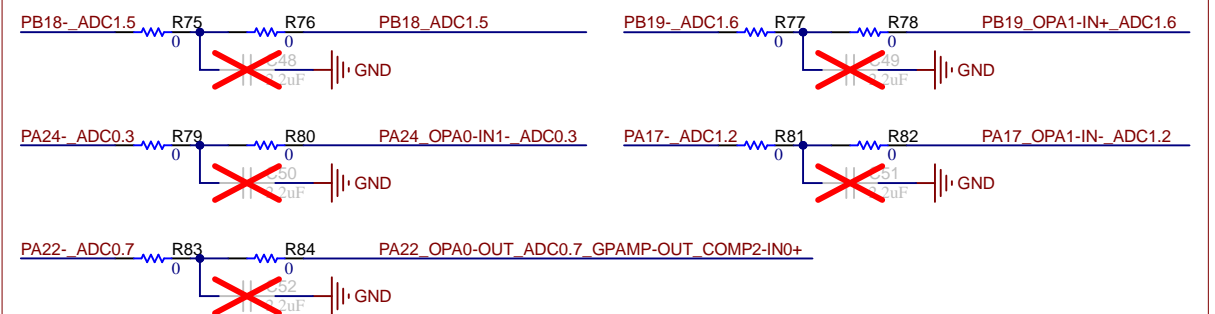 PB18-_ADC1.5 R75 R76 PB18_ADC1.5 PB19-_ADC1.6 R77 R78 PB19_OPA1-IN+_ADC1.6
0 0 0 0
GND GND
PA24-_ADC0.3 R79 R80 PA24_OPA0-IN1-_ADC0.3 PA17-_ADC1.2 R81 R82 PA17_OPA1-IN-_ADC1.2
0 0 0 0
GND GND
PA22-_ADC0.7 R83 R84 PA22_OPA0-OUT_ADC0.7_GPAMP-OUT_COMP2-IN0+
0 0
GND